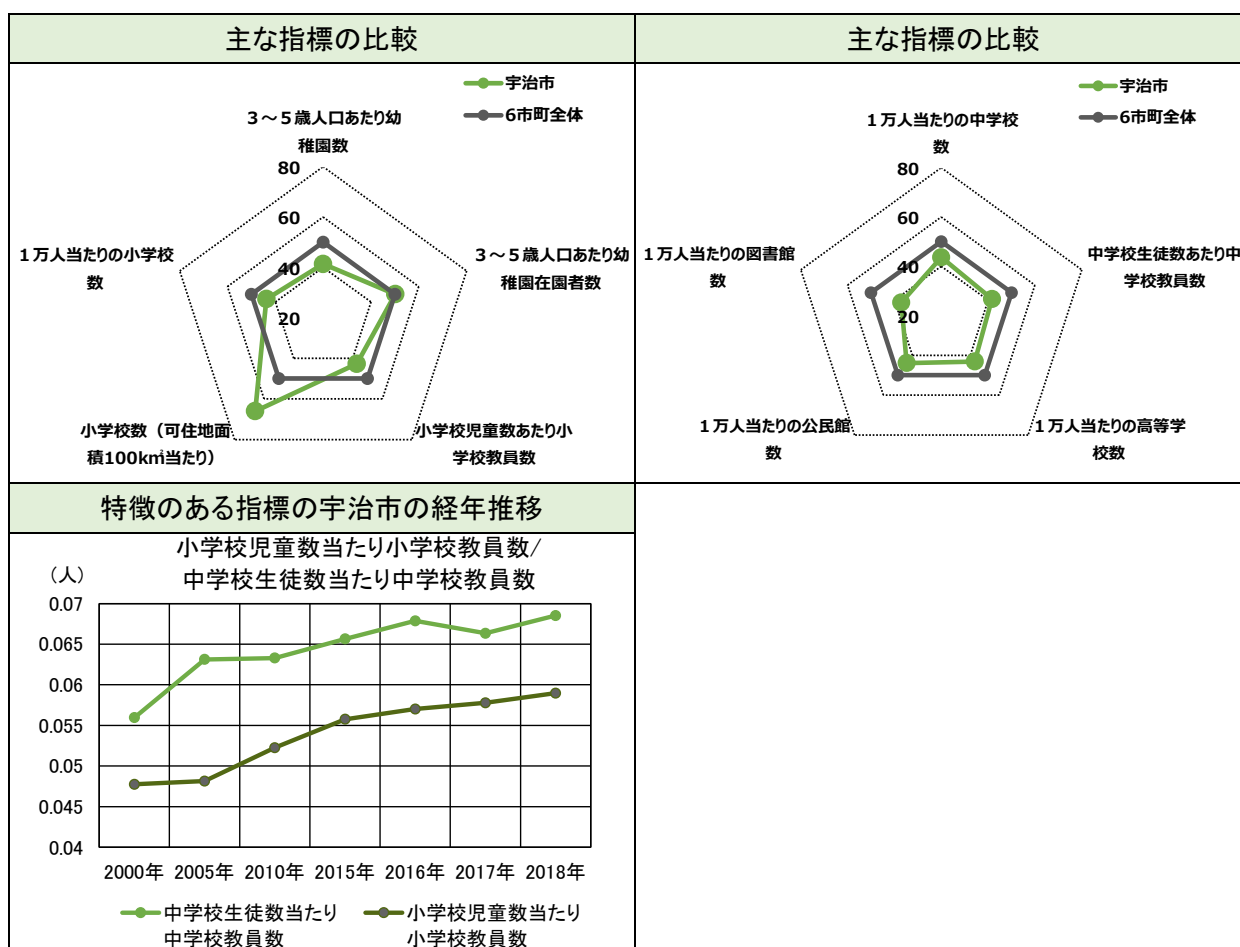 主な指標の比較
宇治市
6市町全体
3～5歳人口あたり幼
稚園数
80
60
40
20
1万人当たりの小学校
数
3～5歳人口あたり幼
稚園在園者数
小学校数（可住地面
積100k㎡当たり）
小学校児童数あたり小
学校教員数
主な指標の比較
宇治市
6市町全体
1万人当たりの中学校
数
80
60
40
20
1万人当たりの図書館
数
中学校生徒数あたり中
学校教員数
1万人当たりの公民館
数
1万人当たりの高等学
校数
特徴のある指標の宇治市の経年推移
小学校児童数当たり小学校教員数/
中学校生徒数当たり中学校教員数
（人）
0.07
0.065
0.06
0.055
0.05
0.045
0.04
2000年 2005年 2010年 2015年 2016年 2017年 2018年
中学校生徒数当たり
中学校教員数
小学校児童数当たり
小学校教員数